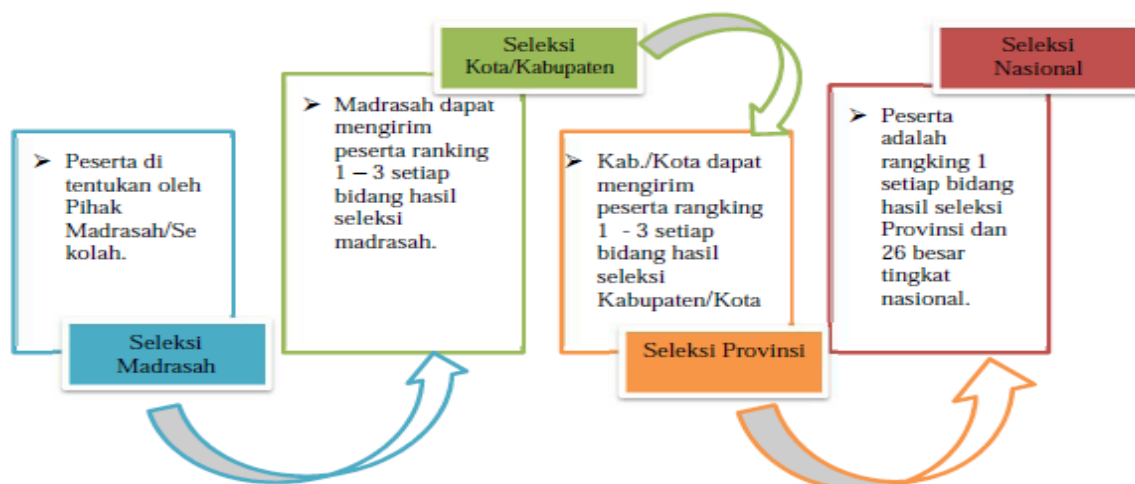 ➢ Peserta di
tentukan oleh
Pihak
Madrasah/Se
kolah.
Seleksi
Madrasah
Seleksi
Kota/Kabupaten
➢ Madrasah dapat
mengirim
peserta ranking
1 – 3 setiap
bidang hasil
seleksi
madrasah.
➢ Kab./Kota dapat
mengirim
peserta rangking
1 - 3 setiap
bidang hasil
seleksi
Kabupaten/Kota
Seleksi Provinsi
Seleksi
Nasional
➢ Peserta
adalah
rangking 1
setiap bidang
hasil seleksi
Provinsi dan
26 besar
tingkat
nasional.